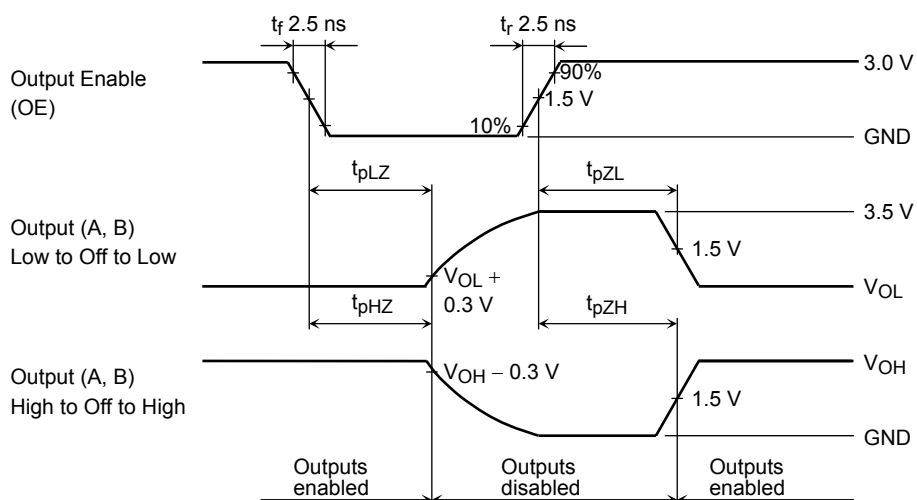 tf 2.5 ns
tr 2.5 ns
Output Enable
(OE)
90%
3.0 V
1.5 V
10%
GND
tpLZ
tpZL
Output (A, B)
Low to Off to Low
3.5 V
1.5 V
VOL +
0.3 V
VOL
tpHZ
tpZH
Output (A, B)
High to Off to High
VOH − 0.3 V
VOH
1.5 V
GND
Outputs
enabled
Outputs
disabled
Outputs
enabled